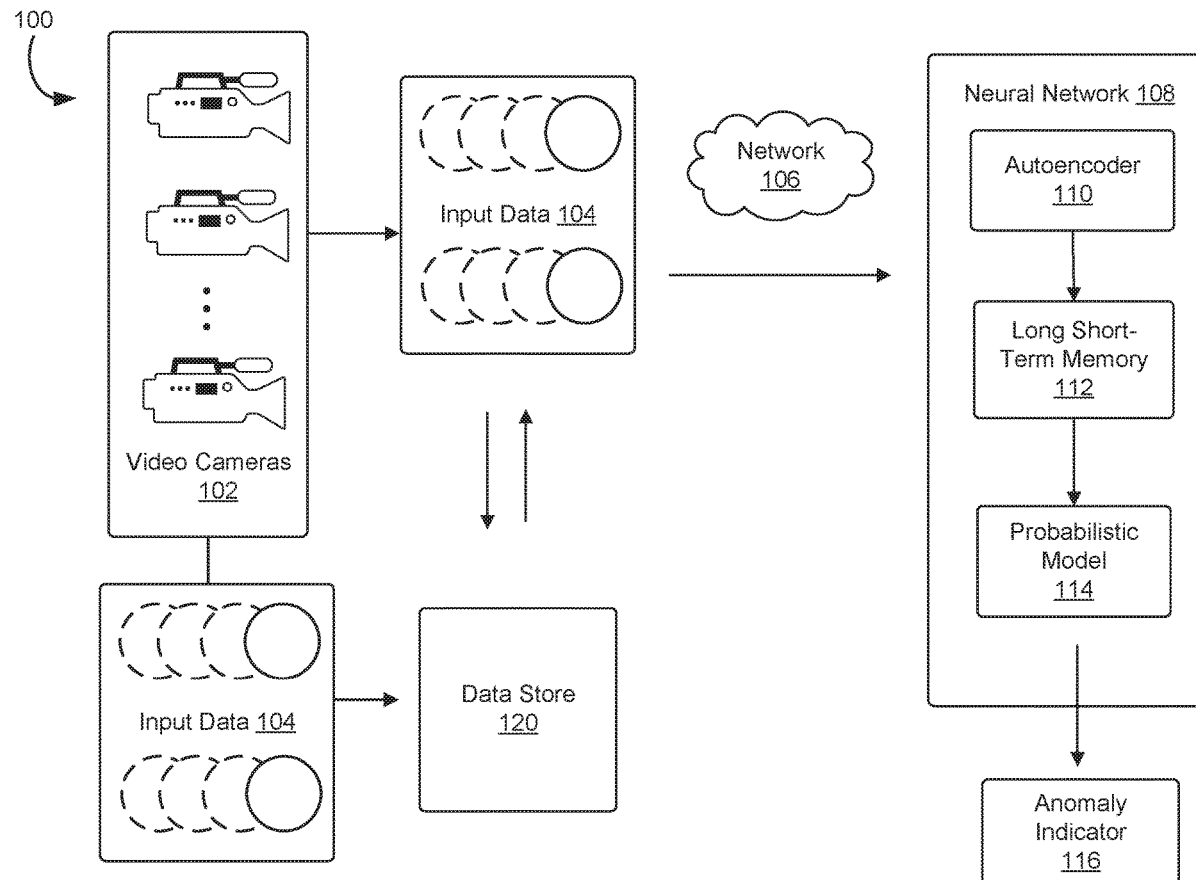 100
Video Cameras
102
Input Data 104
Network
106
Neural Network 108
Autoencoder
110
Long Short-
Term Memory
112
Probabilistic
Model
114
Input Data 104
Data Store
120
Anomaly
Indicator
116